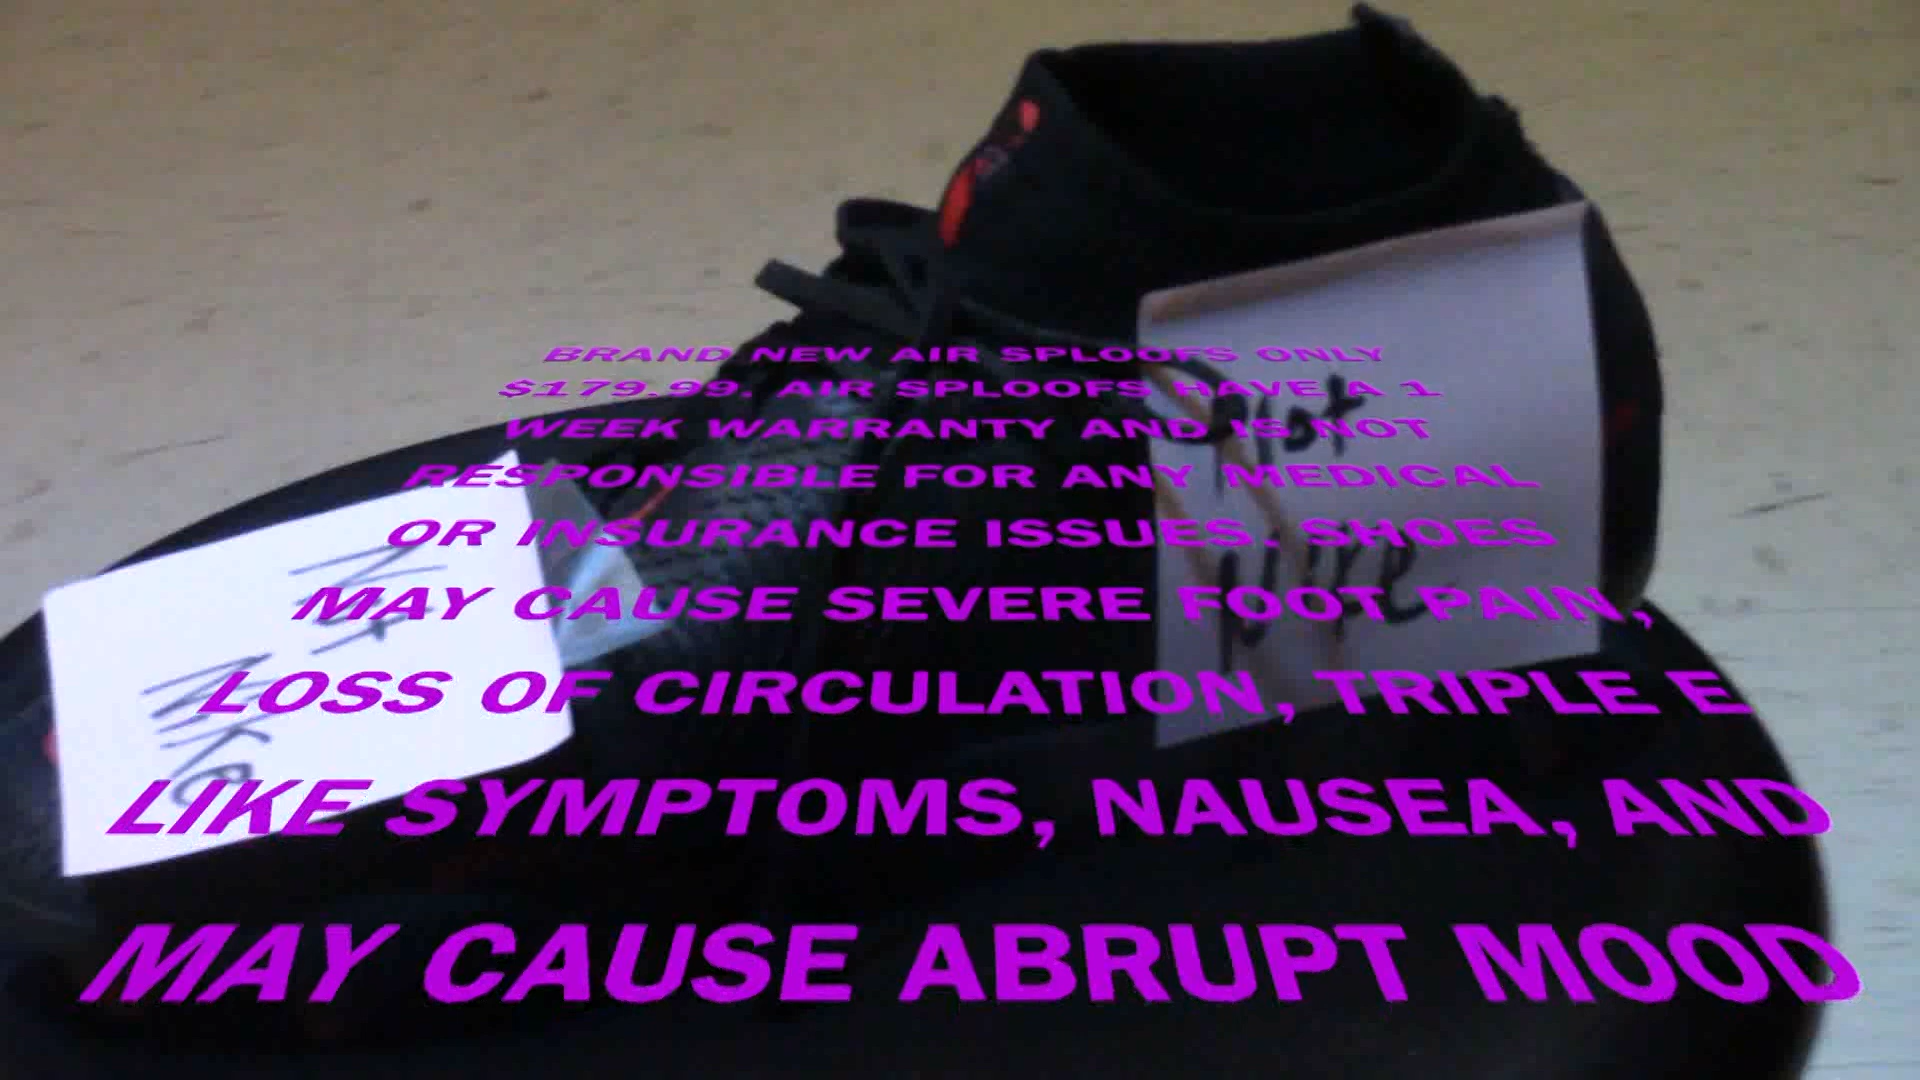 BRAND NEW AIR SPLOOFS ONLY
$179.99. AIR SPLOOFS HAVE A 1
WEEK WARRANTY AND IS NOT
RESPONSIBLE FOR ANY MEDICAL
OR INSURANCE ISSUES. SHOES
MAY CAUSE SEVERE FOOT PAIN,
LOSS OF CIRCULATION, TRIPLE E
LIKE SYMPTOMS, NAUSEA, AND
MAY CAUSE ABRUPT MOOD
Not
Nike
Not
Nike